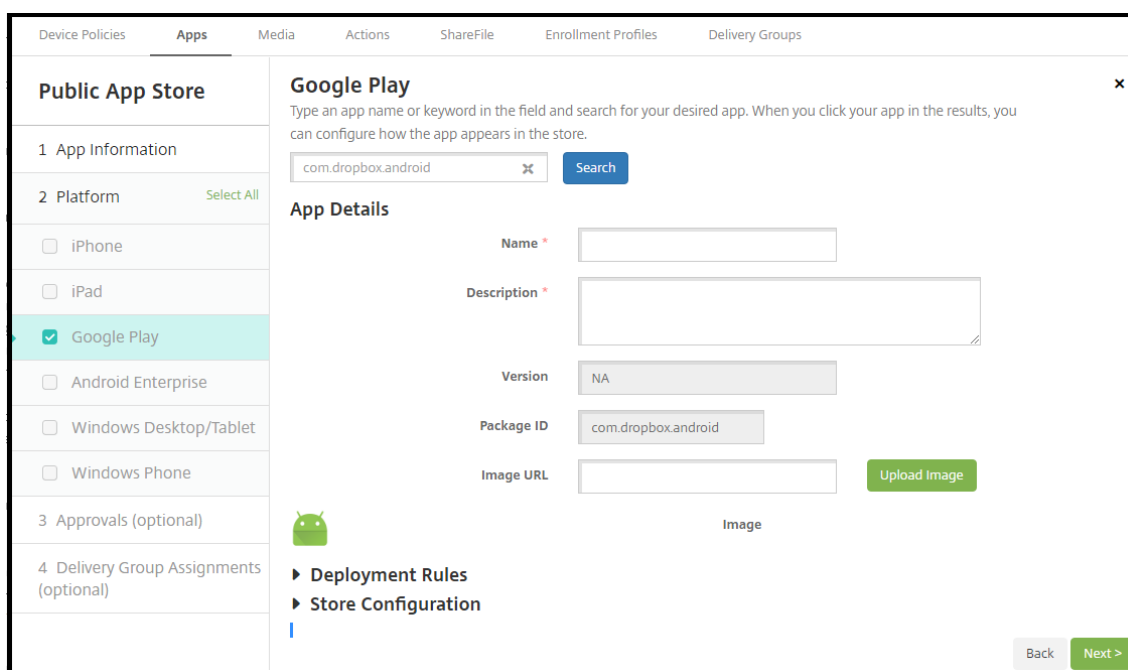 Device Policies Apps Media Actions ShareFile Enrollment Profiles Delivery Groups
Public App Store
1 App Information
2 Platform Select All
iPhone
iPad
Google Play
Android Enterprise
Windows Desktop/Tablet
Windows Phone
3 Approvals (optional)
4 Delivery Group Assignments
(optional)
Google Play
Type an app name or keyword in the field and search for your desired app. When you click your app in the results, you
can configure how the app appears in the store.
com.dropbox.android Search
App Details
Name *
Description *
Version NA
Package ID com.dropbox.android
Image URL Upload Image
Image
Deployment Rules
Store Configuration
Back Next >